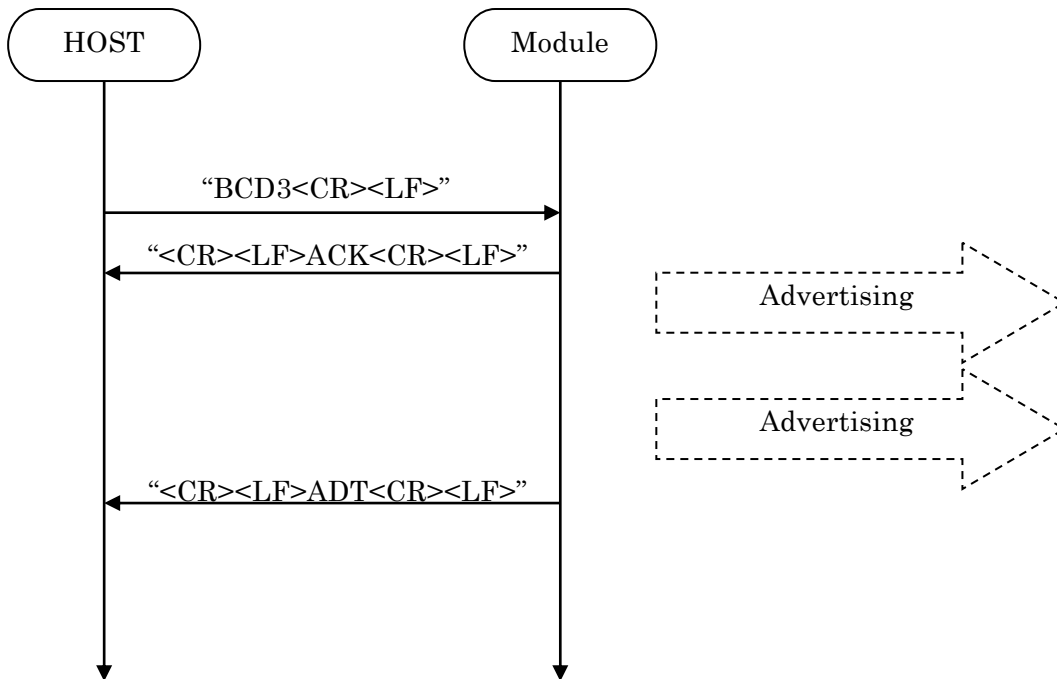 HOST
Module
“BCD3<CR><LF>”
“<CR><LF>ACK<CR><LF>”
Advertising
Advertising
“<CR><LF>ADT<CR><LF>”